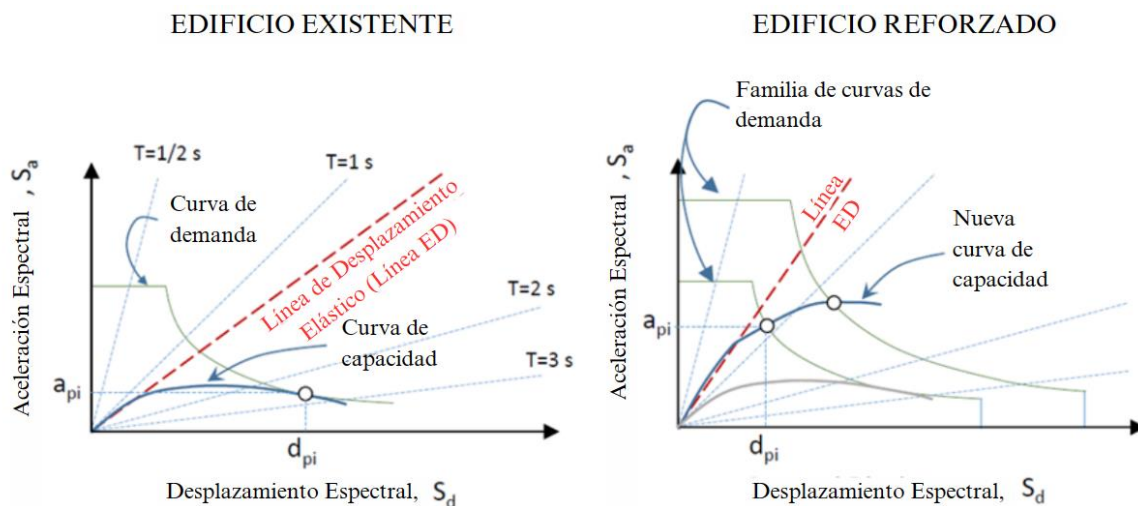 EDIFICIO EXISTENTE
Aceleración Espectral , Sa
T=1/2 s
T=1 s
Curva de
demanda
Línea de Desplazamiento
Elástico (Línea ED)
T=2 s
Curva de
capacidad
T=3 s
api
dpi
Desplazamiento Espectral, Sd
EDIFICIO REFORZADO
Familia de curvas de
demanda
Aceleración Espectral , Sa
Línea
ED
Nueva
curva de
capacidad
api
dpi
Desplazamiento Espectral, Sd